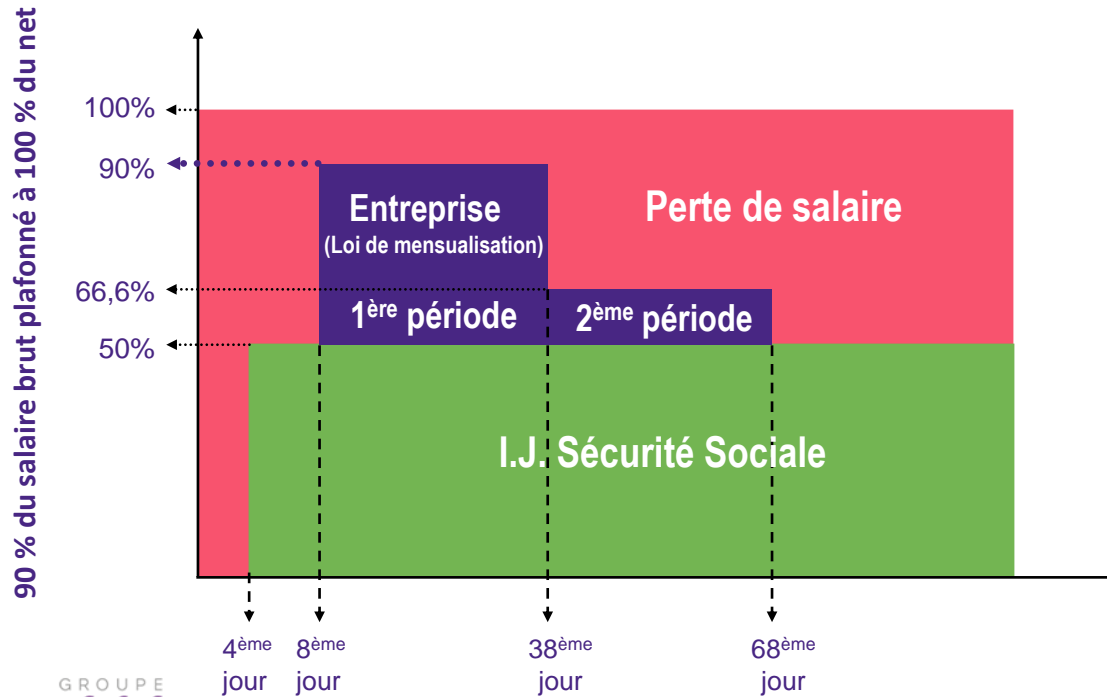 90 % du salaire brut plafonné à 100 % du net
100%
90%
66,6%
50%
Entreprise
(Loi de mensualisation)
Perte de salaire
1ère période
2ème période
I.J. Sécurité Sociale
4ème
jour
8ème
jour
38ème
jour
68ème
jour
GROUPE